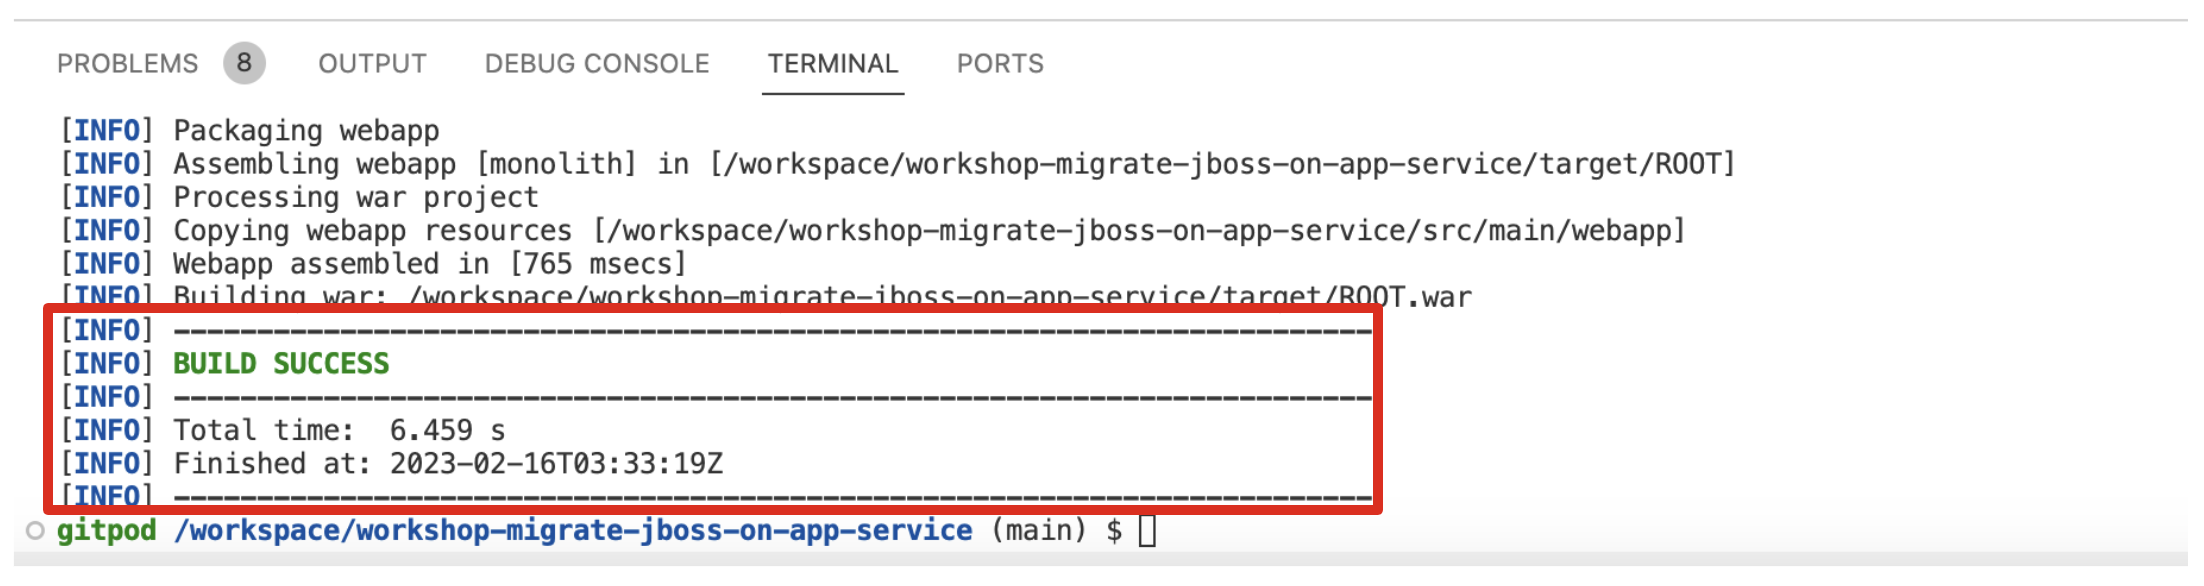 PROBLEMS 8 OUTPUT DEBUG CONSOLE TERMINAL PORTS
[INFO] Packaging webapp
[INFO] Assembling webapp [monolith] in [/workspace/workshop-migrate-jboss-on-app-service/target/ROOT]
[INFO] Processing war project
[INFO] Copying webapp resources [/workspace/workshop-migrate-jboss-on-app-service/src/main/webapp]
[INFO] Webapp assembled in [765 msecs]
[INFO] Building war: /workspace/workshop-migrate-jboss-on-app-service/target/ROOT.war
[INFO] ------------------------------------------------------------------------
[INFO] BUILD SUCCESS
[INFO] ------------------------------------------------------------------------
[INFO] Total time:  6.459 s
[INFO] Finished at: 2023-02-16T03:33:19Z
[INFO] ------------------------------------------------------------------------
gitpod /workspace/workshop-migrate-jboss-on-app-service (main) $